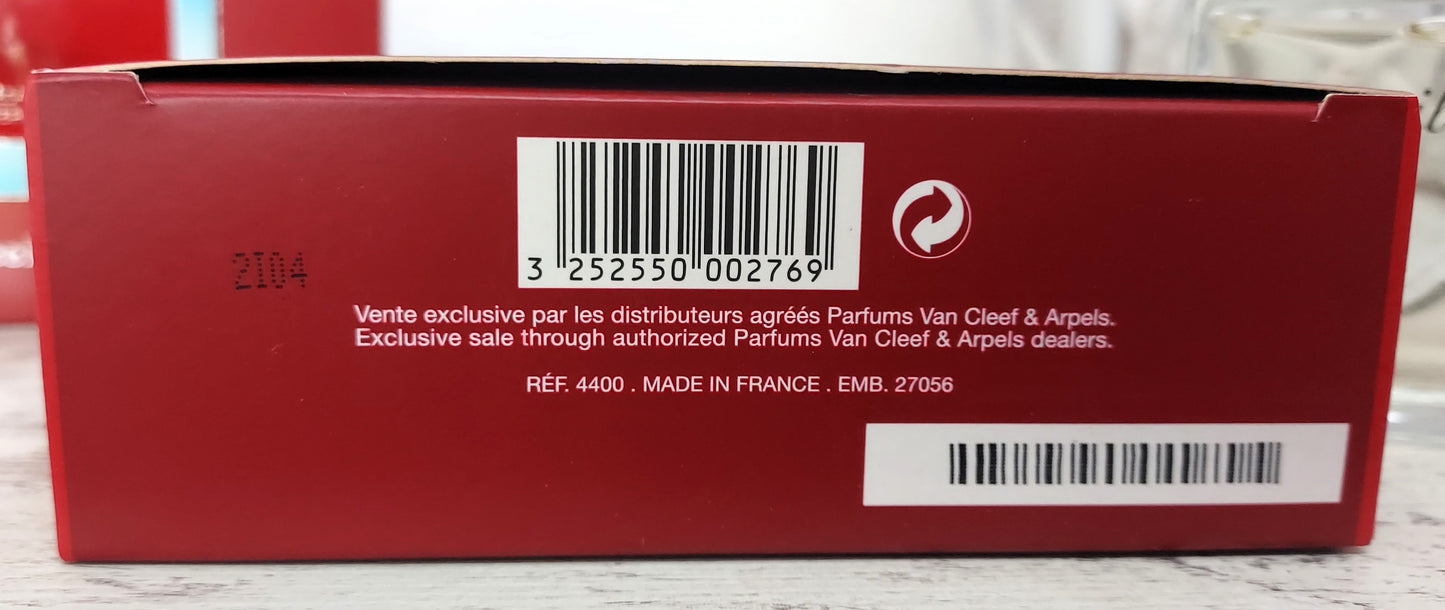 3 252550 002769
2I04
Vente exclusive par les distributeurs agréés Parfums Van Cleef & Arpels.
Exclusive sale through authorized Parfums Van Cleef & Arpels dealers.
RÉF. 4400 . MADE IN FRANCE . EMB. 27056